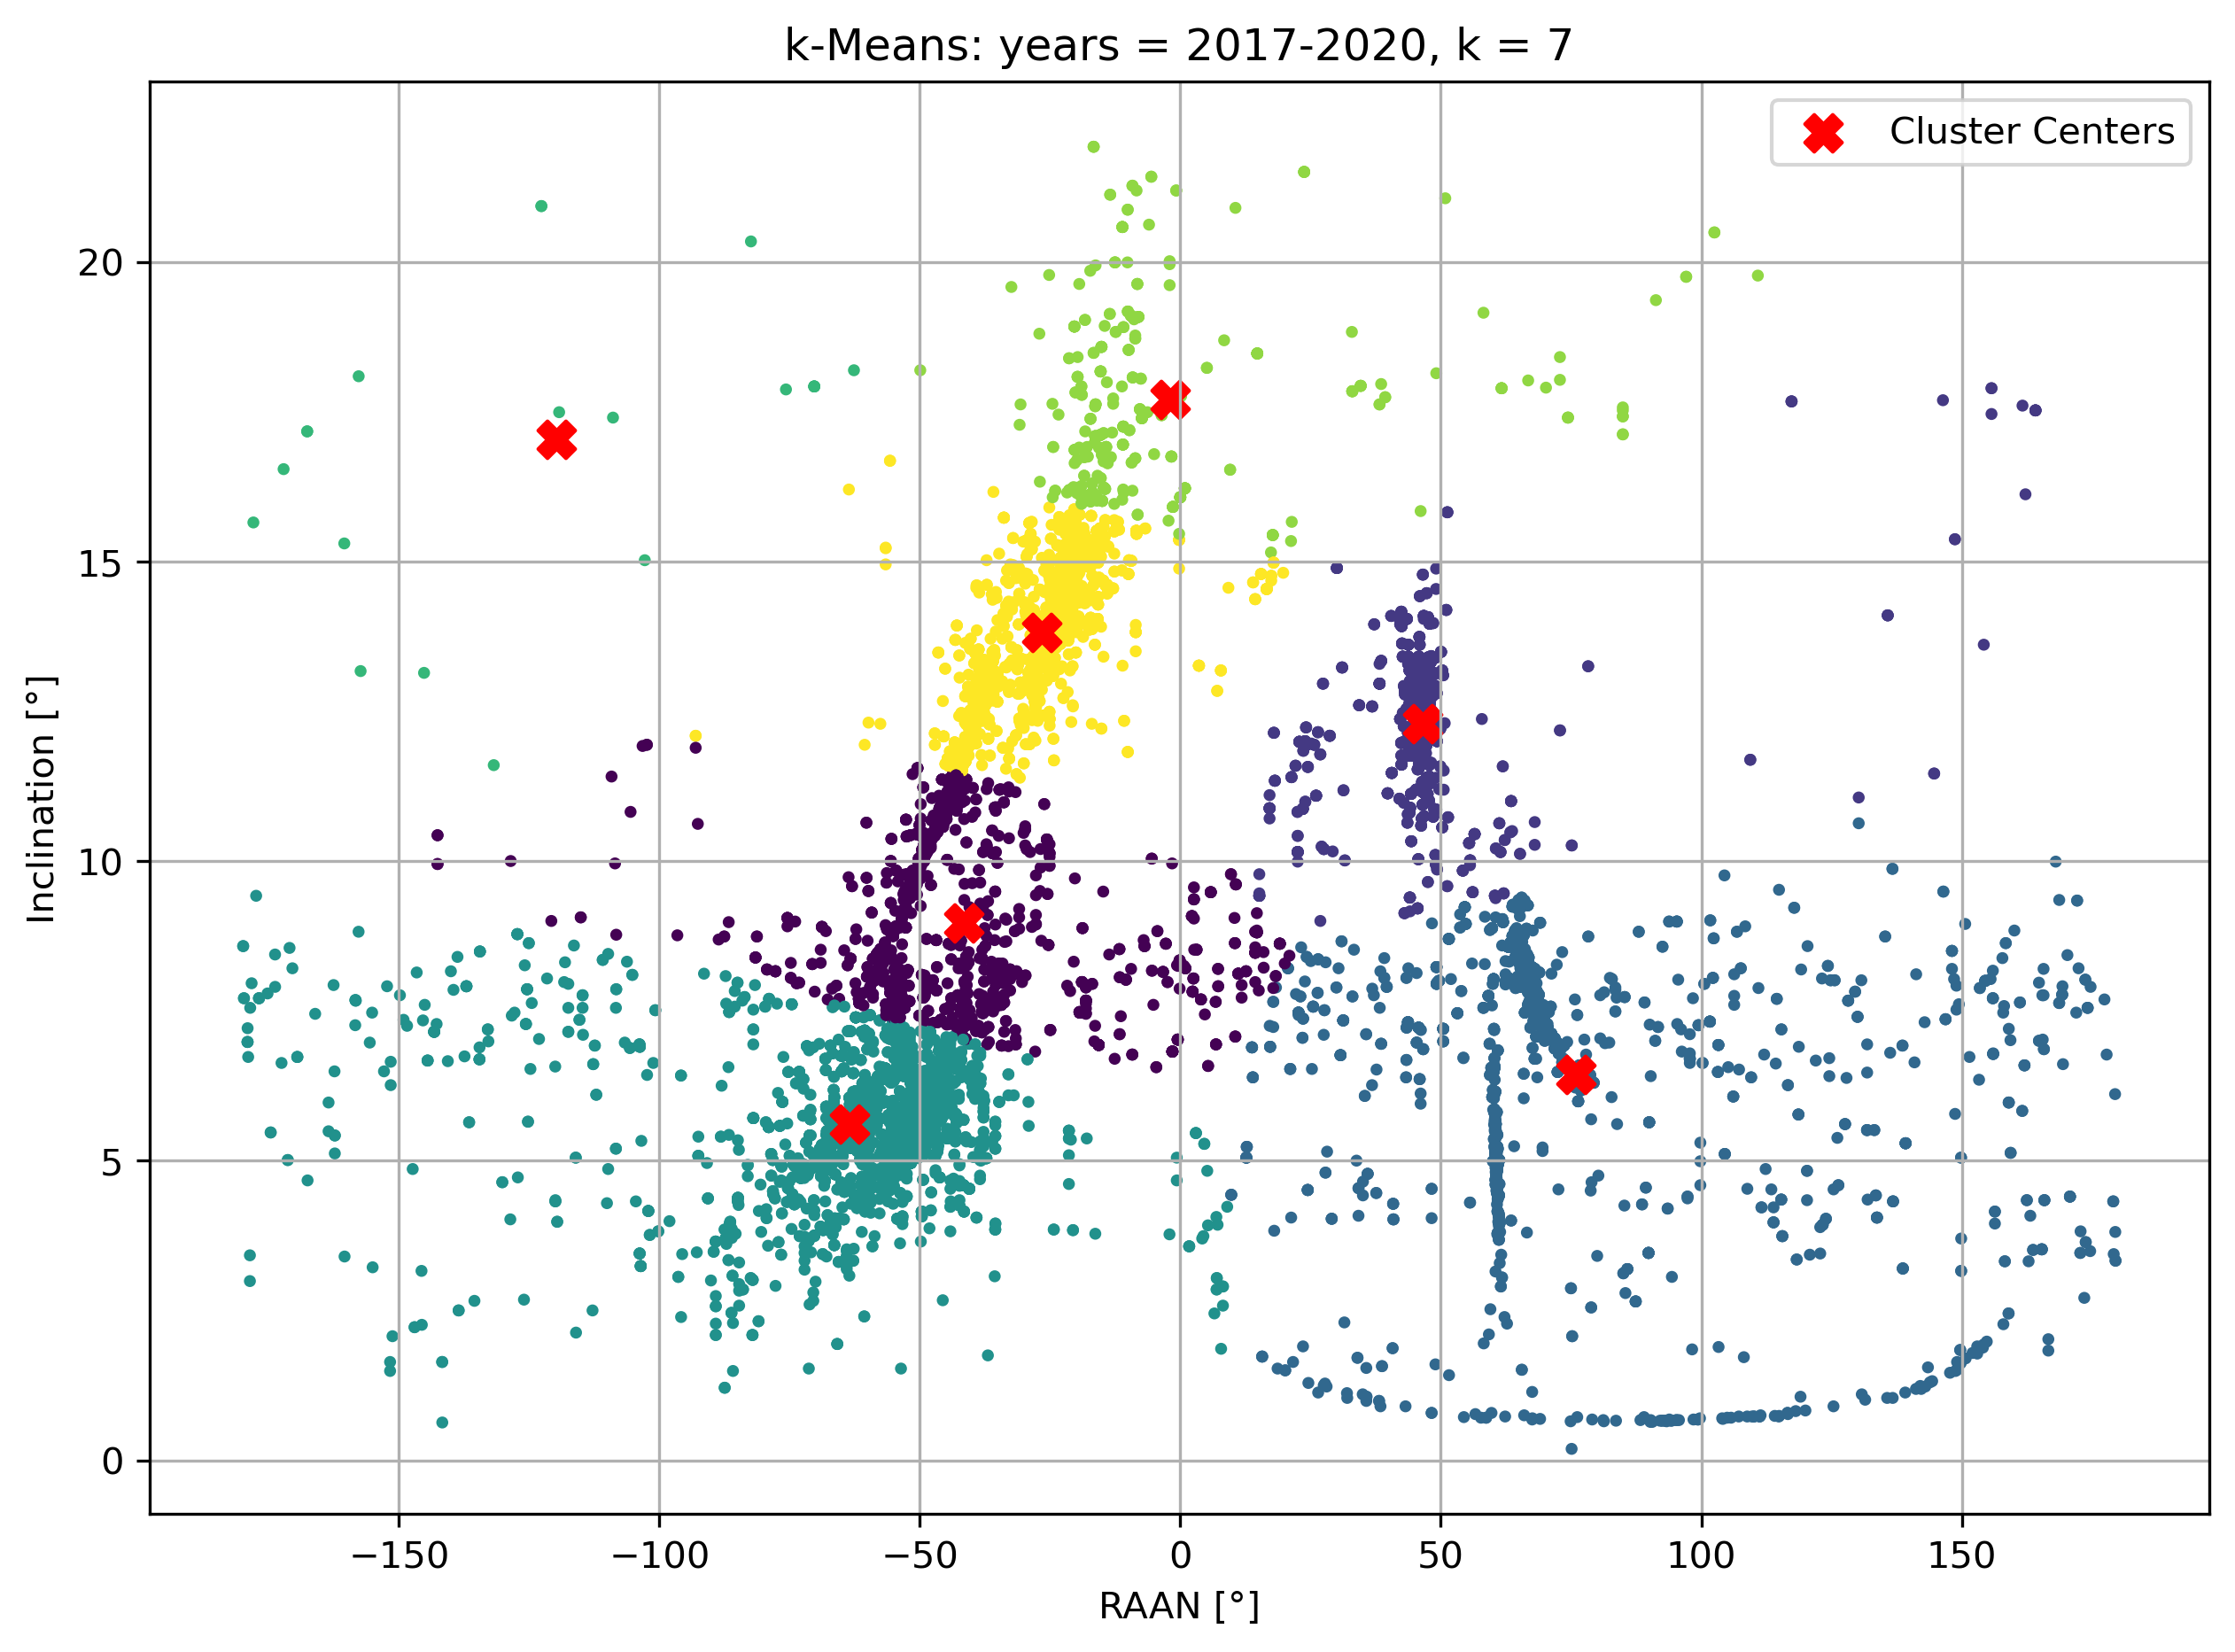 k-Means: years = 2017-2020, k = 7
Cluster Centers
20
15
10
5
0
Inclination [°]
−150 −100 −50 0 50 100 150
RAAN [°]